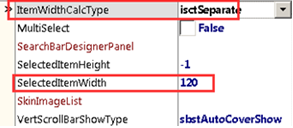 ItemWidthCalcType isctSeparate
MultiSelect False
SearchBarDesignerPanel
SelectedItemHeight -1
SelectedItemWidth 120
SkinImageList
VertScrollBarShowType sbstAutoCoverShow